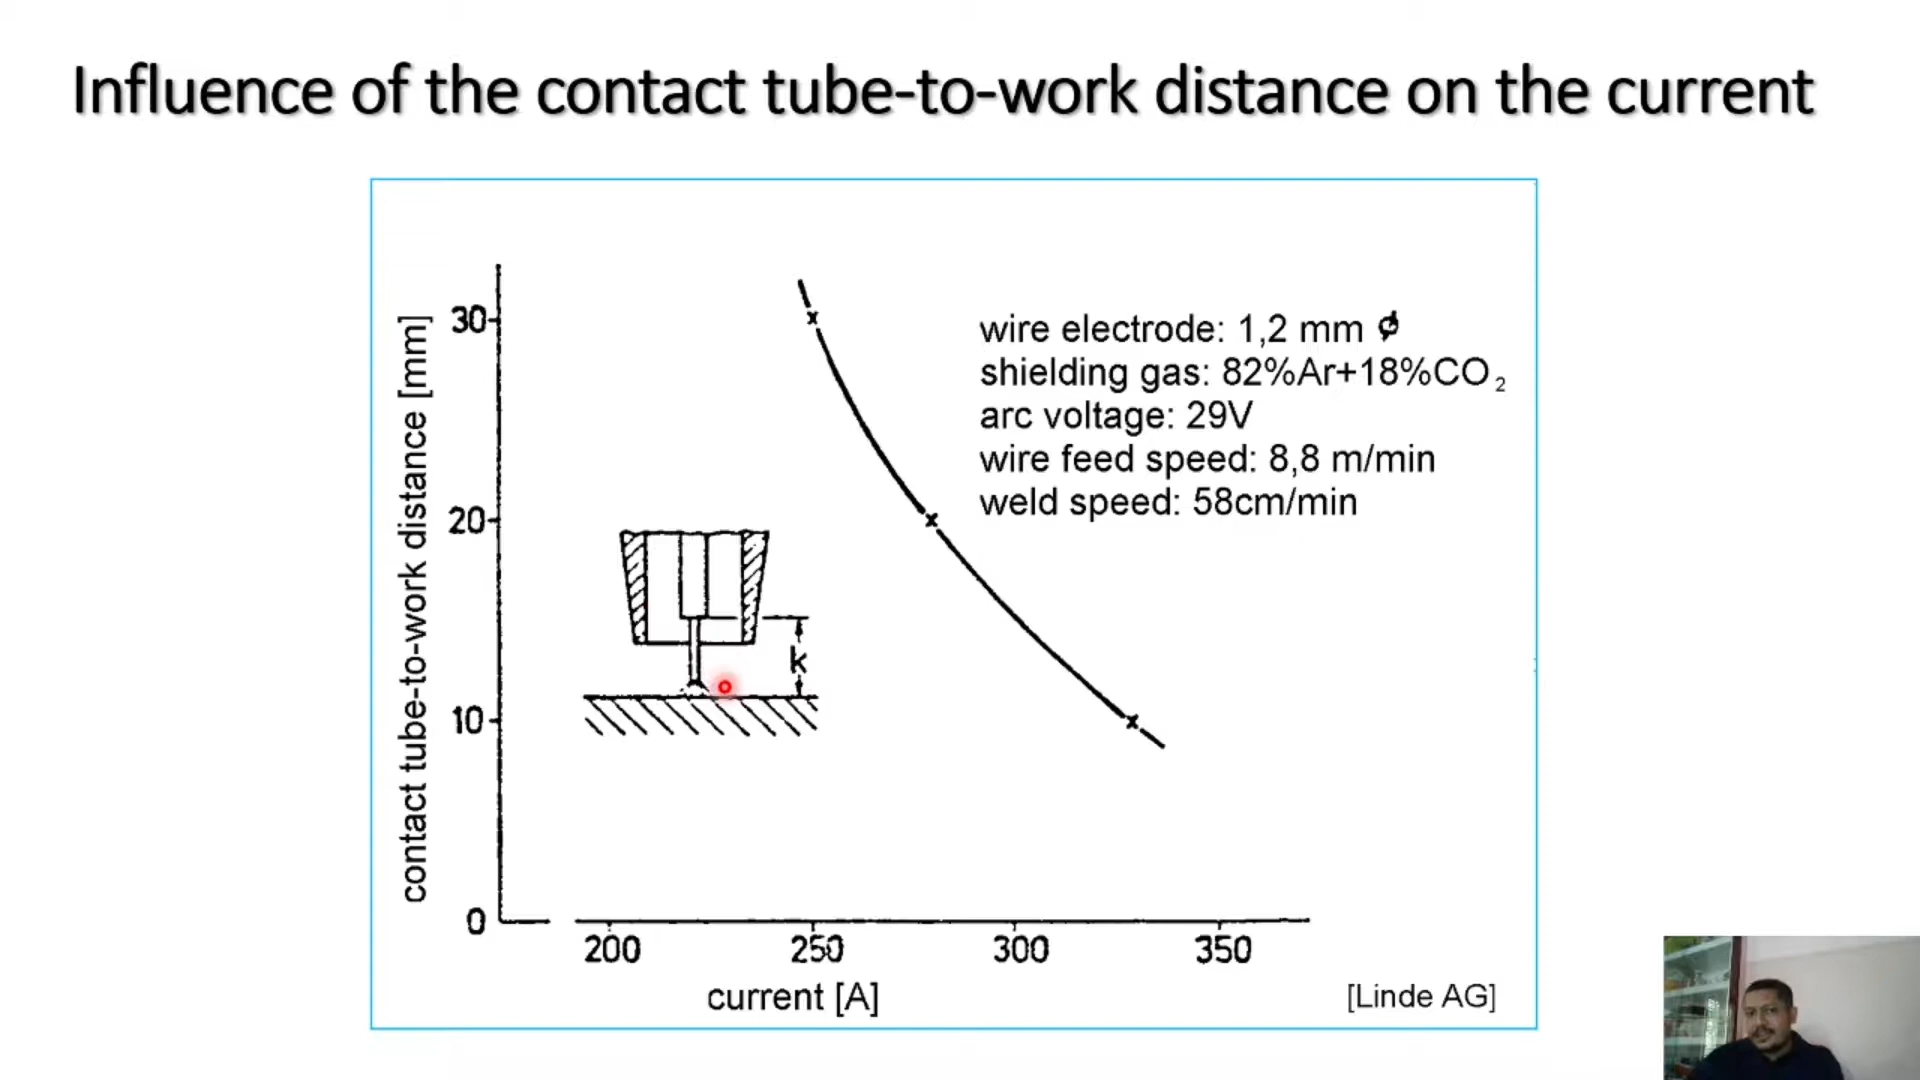 Influence of the contact tube-to-work distance on the current
contact tube-to-work distance [mm]
30
20
10
0
wire electrode: 1,2 mm ⌀
shielding gas: 82%Ar+18%CO₂
arc voltage: 29V
wire feed speed: 8,8 m/min
weld speed: 58cm/min
k
200 250 300 350
current [A]
[Linde AG]